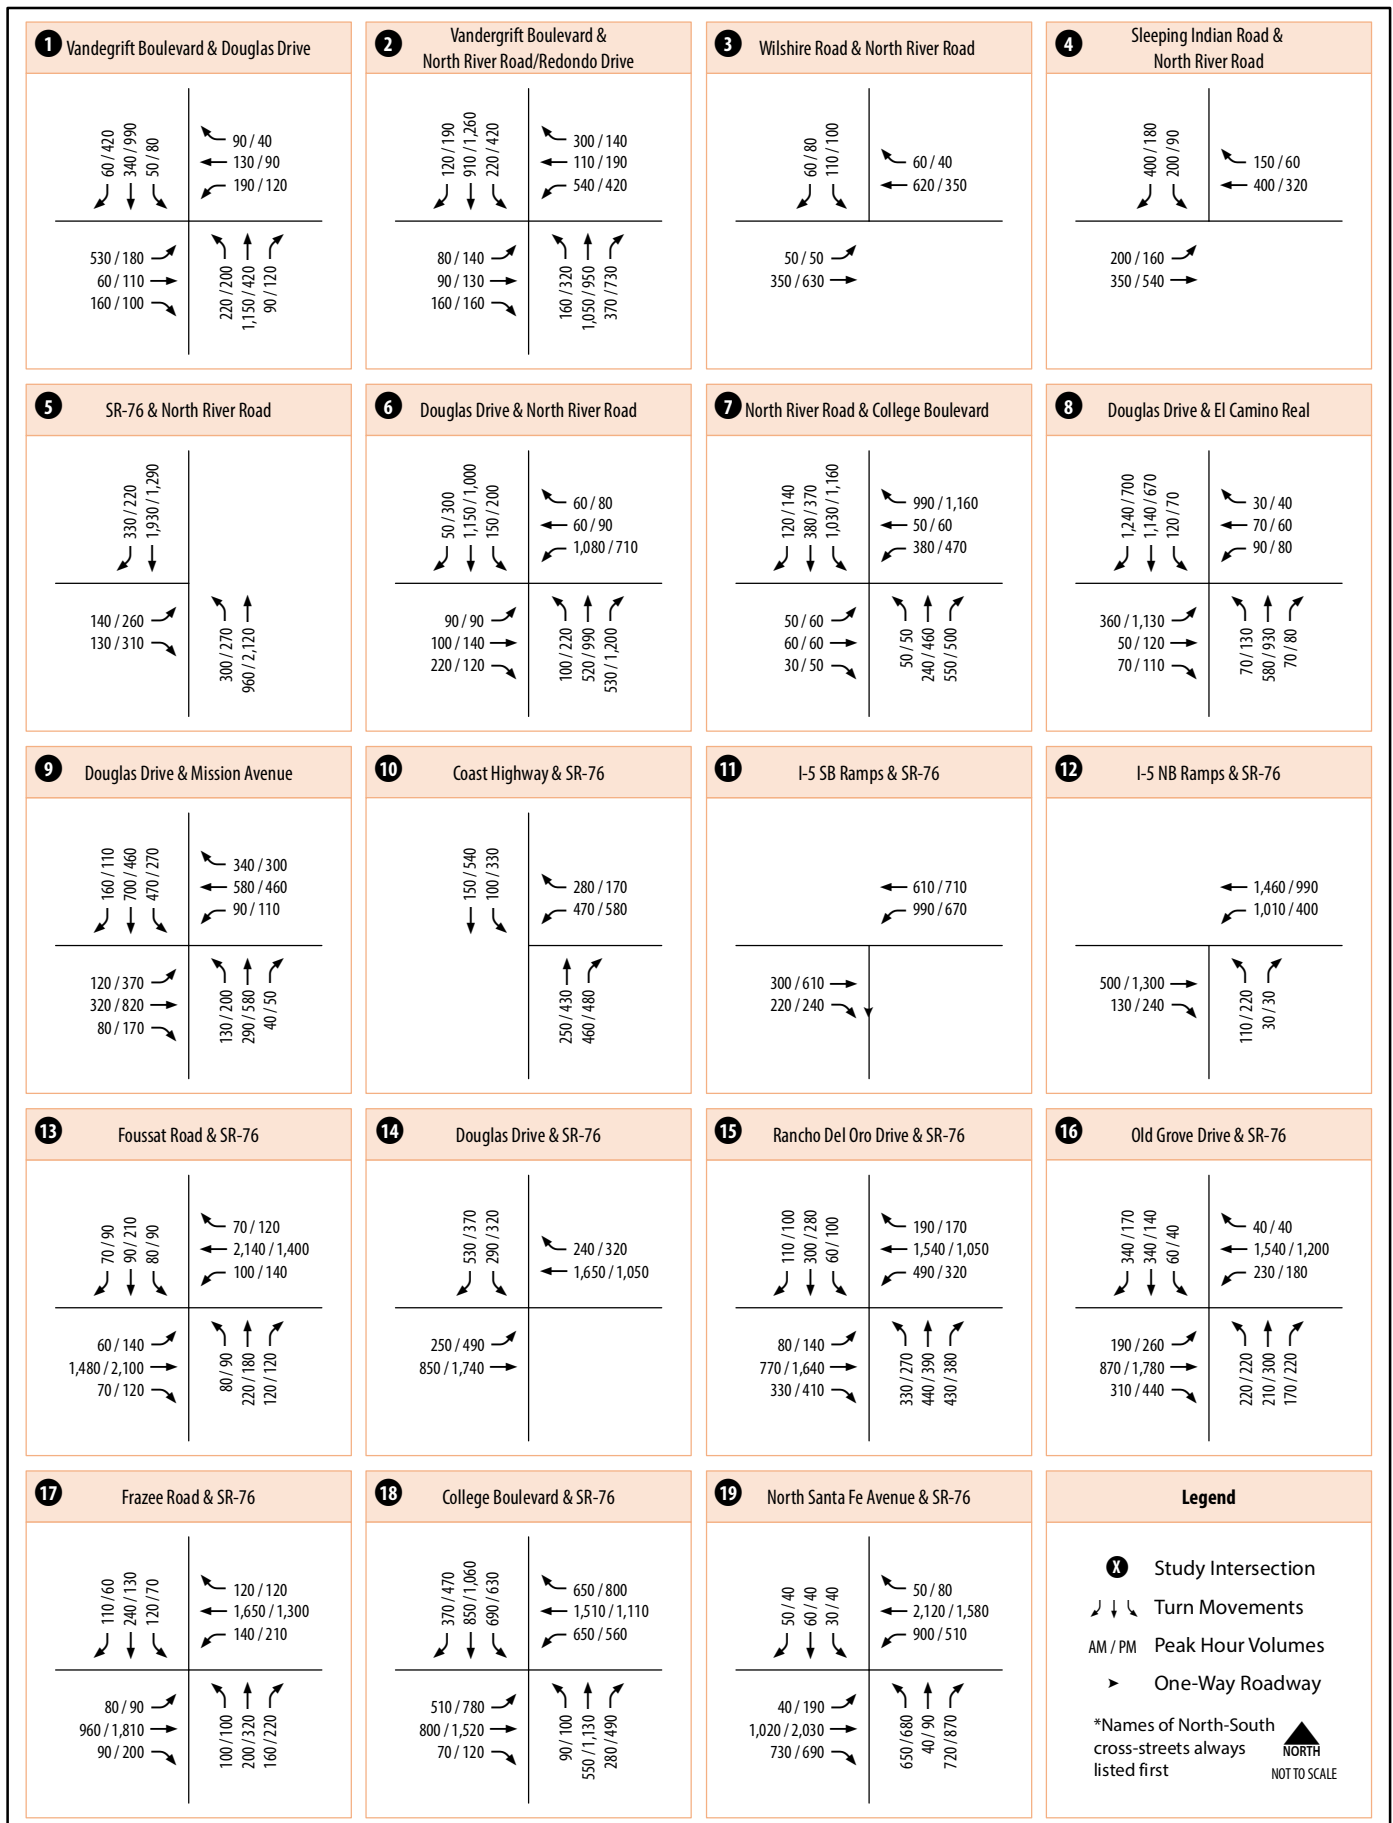 1 Vandegrift Boulevard & Douglas Drive
60 / 420
340 / 990
50 / 80
90 / 40
130 / 90
190 / 120
530 / 180
60 / 110
160 / 100
220 / 200
1,150 / 420
90 / 120
2 Vandergrift Boulevard &
North River Road/Redondo Drive
120 / 190
910 / 1,260
220 / 420
300 / 140
110 / 190
540 / 420
80 / 140
90 / 130
160 / 160
160 / 320
1,050 / 950
370 / 730
3 Wilshire Road & North River Road
60 / 80
110 / 100
60 / 40
620 / 350
50 / 50
350 / 630
4 Sleeping Indian Road &
North River Road
400 / 180
200 / 90
150 / 60
400 / 320
200 / 160
350 / 540
5 SR-76 & North River Road
330 / 220
1,930 / 1,290
140 / 260
130 / 310
300 / 270
960 / 2,120
6 Douglas Drive & North River Road
50 / 300
1,150 / 1,000
150 / 200
60 / 80
60 / 90
1,080 / 710
90 / 90
100 / 140
220 / 120
100 / 220
520 / 990
530 / 1,200
7 North River Road & College Boulevard
120 / 140
380 / 370
1,030 / 1,160
990 / 1,160
50 / 60
380 / 470
50 / 60
60 / 60
30 / 50
50 / 50
240 / 460
550 / 500
8 Douglas Drive & El Camino Real
1,240 / 700
1,140 / 670
120 / 70
30 / 40
70 / 60
90 / 80
360 / 1,130
50 / 120
70 / 110
70 / 130
580 / 930
70 / 80
9 Douglas Drive & Mission Avenue
160 / 110
700 / 460
470 / 270
340 / 300
580 / 460
90 / 110
120 / 370
320 / 820
80 / 170
130 / 200
290 / 580
40 / 50
10 Coast Highway & SR-76
150 / 540
100 / 330
280 / 170
470 / 580
250 / 430
460 / 480
11 I-5 SB Ramps & SR-76
610 / 710
990 / 670
300 / 610
220 / 240
12 I-5 NB Ramps & SR-76
1,460 / 990
1,010 / 400
500 / 1,300
130 / 240
110 / 220
30 / 30
13 Foussat Road & SR-76
70 / 90
90 / 210
80 / 90
70 / 120
2,140 / 1,400
100 / 140
60 / 140
1,480 / 2,100
70 / 120
80 / 90
220 / 180
120 / 120
14 Douglas Drive & SR-76
530 / 370
290 / 320
240 / 320
1,650 / 1,050
250 / 490
850 / 1,740
15 Rancho Del Oro Drive & SR-76
110 / 100
300 / 280
60 / 100
190 / 170
1,540 / 1,050
490 / 320
80 / 140
770 / 1,640
330 / 410
330 / 270
440 / 390
430 / 380
16 Old Grove Drive & SR-76
340 / 170
340 / 140
60 / 40
40 / 40
1,540 / 1,200
230 / 180
190 / 260
870 / 1,780
310 / 440
220 / 220
210 / 300
170 / 220
17 Frazee Road & SR-76
110 / 60
240 / 130
120 / 70
120 / 120
1,650 / 1,300
140 / 210
80 / 90
960 / 1,810
90 / 200
100 / 100
200 / 320
160 / 220
18 College Boulevard & SR-76
370 / 470
850 / 1,060
690 / 630
650 / 800
1,510 / 1,110
650 / 560
510 / 780
800 / 1,520
70 / 120
90 / 100
550 / 1,130
280 / 490
19 North Santa Fe Avenue & SR-76
50 / 40
60 / 40
30 / 40
50 / 80
2,120 / 1,580
900 / 510
40 / 190
1,020 / 2,030
730 / 690
650 / 680
40 / 90
720 / 870
Legend
X Study Intersection
Turn Movements
AM / PM Peak Hour Volumes
One-Way Roadway
*Names of North-South
cross-streets always
listed first
NORTH
NOT TO SCALE